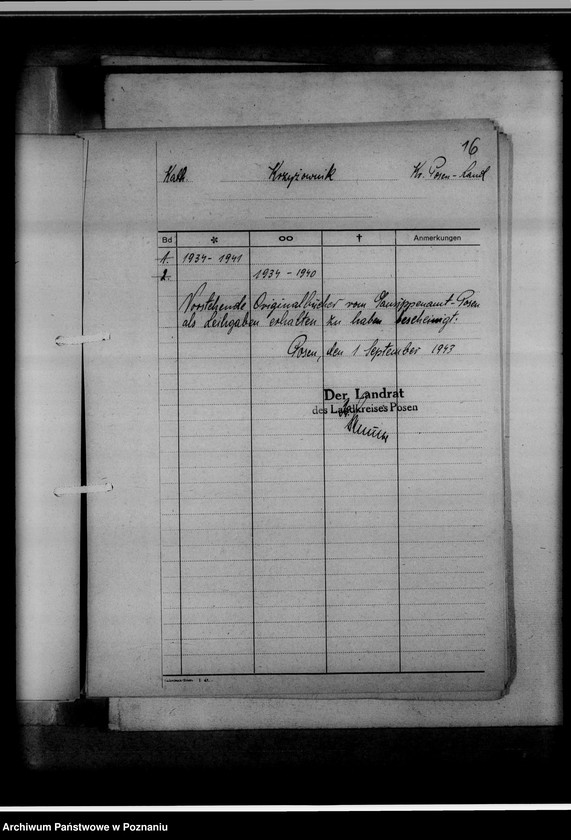 16
Kath. Krzyżownik Kr. Posen-Land
Bd * ∞ † Anmerkungen
1. 1934-1941
2. 1934-1940
Vorstehende Originalbücher vom Gausippenamt-Posen
als Leihgaben erhalten zu haben bescheinigt:
Posen, den 1 September 1943
Der Landrat
des Landkreises Posen
Archiwum Państwowe w Poznaniu